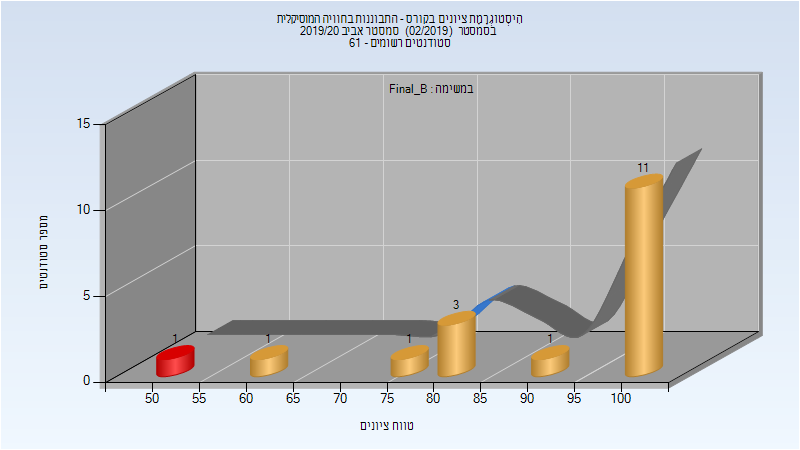 הִיסְטוֹגְרָמַת ציונים בקורס - התבוננות בחוויה המוסיקלית
בסמסטר (02/2019) סמסטר אביב 2019/20
סטודנטים רשומים - 61
במשימה : Final_B
מספר סטודנטים
15
10
5
0
1
1
1
3
1
11
50 55 60 65 70 75 80 85 90 95 100
טווח ציונים